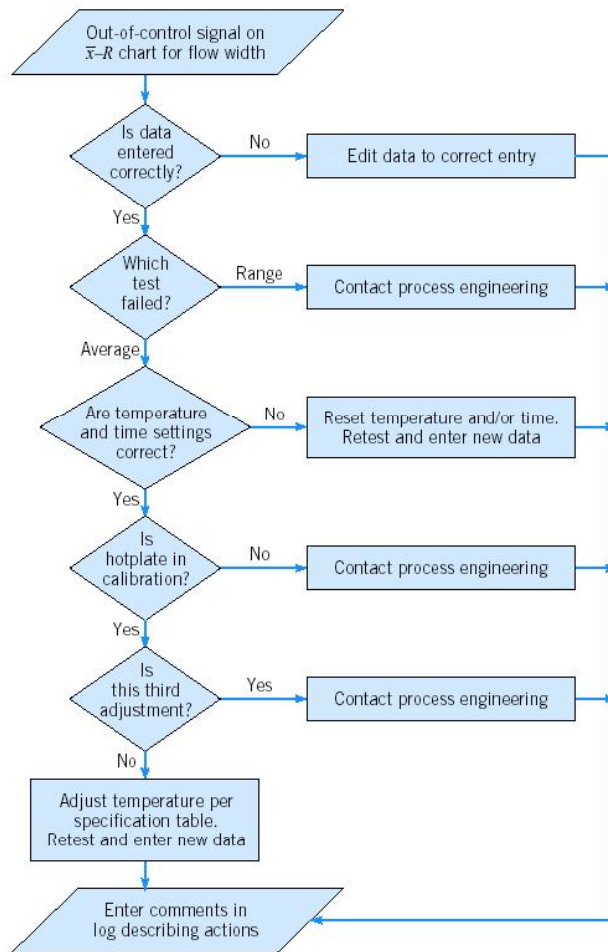 Out-of-control signal on
x̄–R chart for flow width
Is data
entered
correctly?
No
Edit data to correct entry
Yes
Which
test
failed?
Range
Contact process engineering
Average
Are temperature
and time settings
correct?
No
Reset temperature and/or time.
Retest and enter new data
Yes
Is
hotplate in
calibration?
No
Contact process engineering
Yes
Is
this third
adjustment?
Yes
Contact process engineering
No
Adjust temperature per
specification table.
Retest and enter new data
Enter comments in
log describing actions